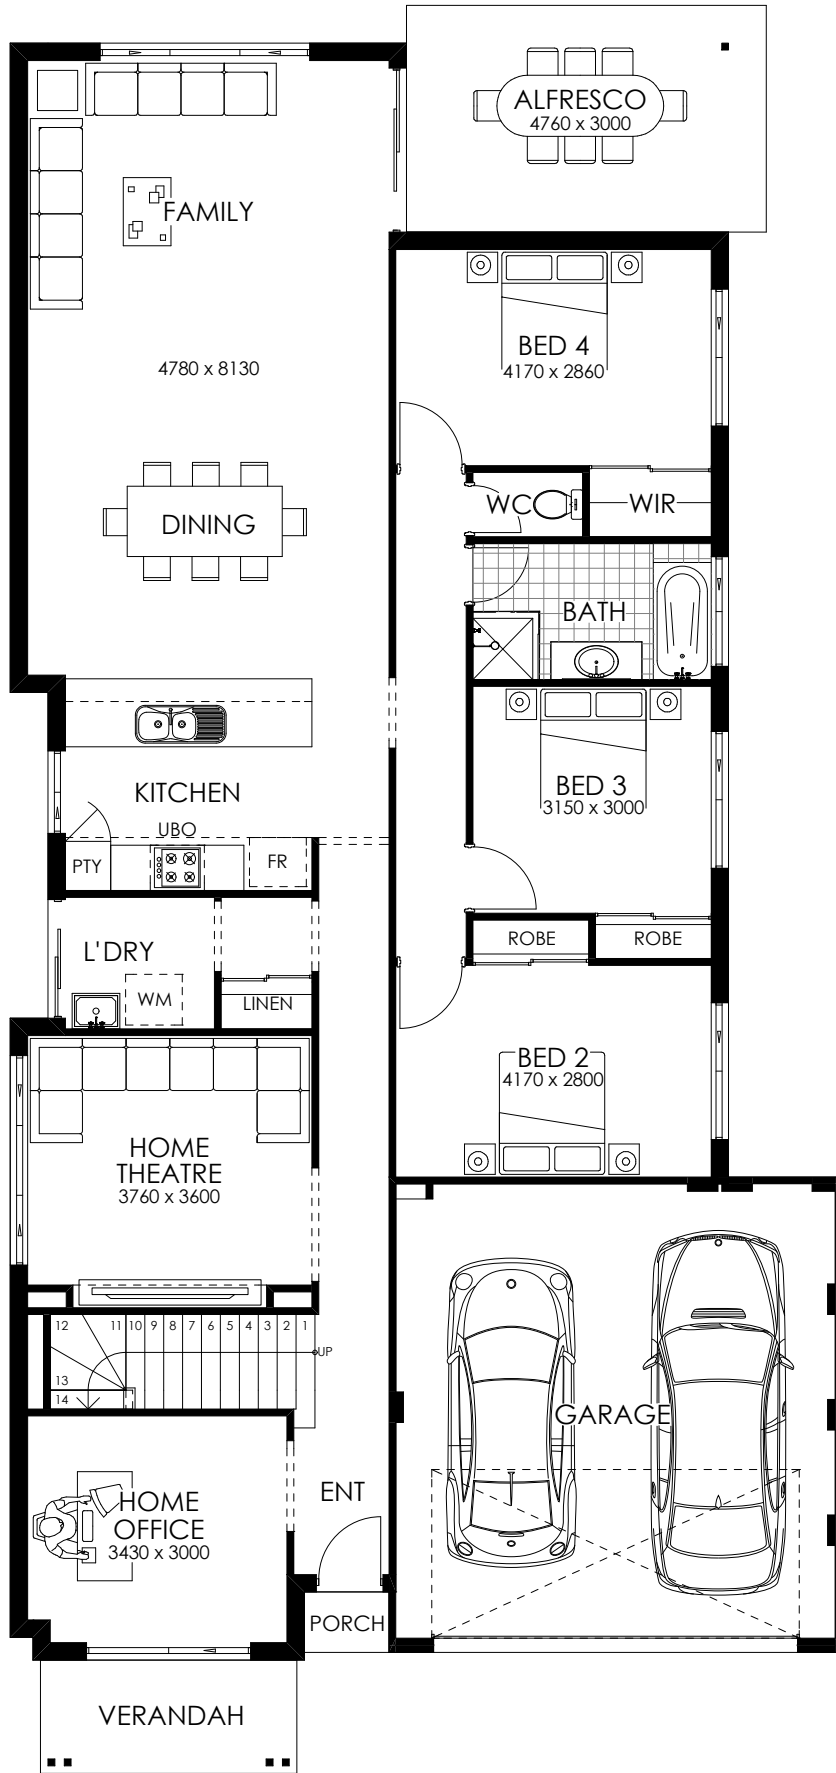 ALFRESCO
4760 x 3000
FAMILY
4780 x 8130
BED 4
4170 x 2860
DINING
WC
WIR
BATH
KITCHEN
UBO
PTY
FR
BED 3
3150 x 3000
ROBE
ROBE
L'DRY
WM
LINEN
BED 2
4170 x 2800
HOME
THEATRE
3760 x 3600
12 11 10 9 8 7 6 5 4 3 2 1
UP
13
14
GARAGE
HOME
OFFICE
3430 x 3000
ENT
PORCH
VERANDAH